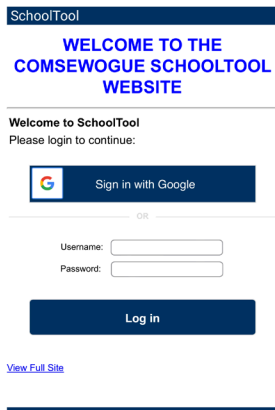 SchoolTool
WELCOME TO THE
COMSEWOGUE SCHOOLTOOL
WEBSITE
Welcome to SchoolTool
Please login to continue:
G Sign in with Google
OR
Username:
Password:
Log in
View Full Site